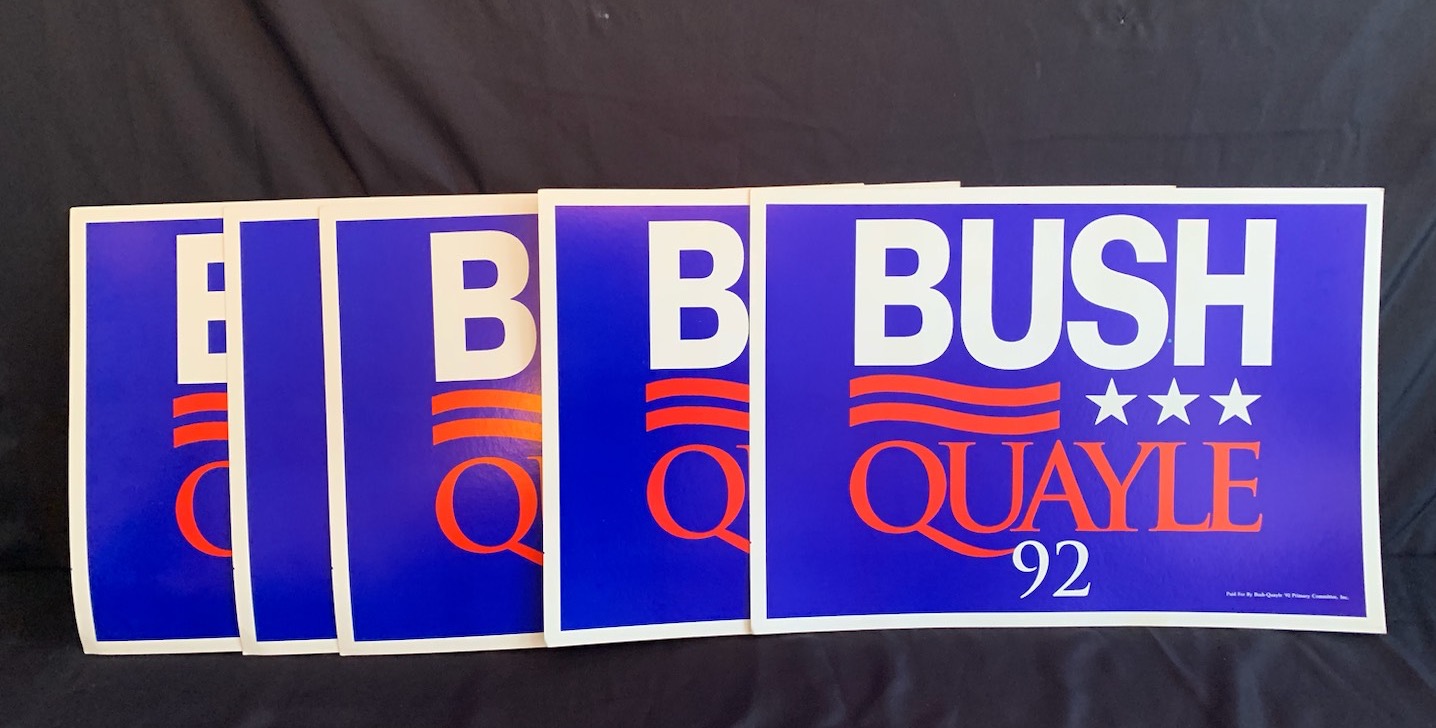 B
Q
B
Q
B
Q
BUSH
QUAYLE
92
Paid For By Bush-Quayle '92 Primary Committee, Inc.